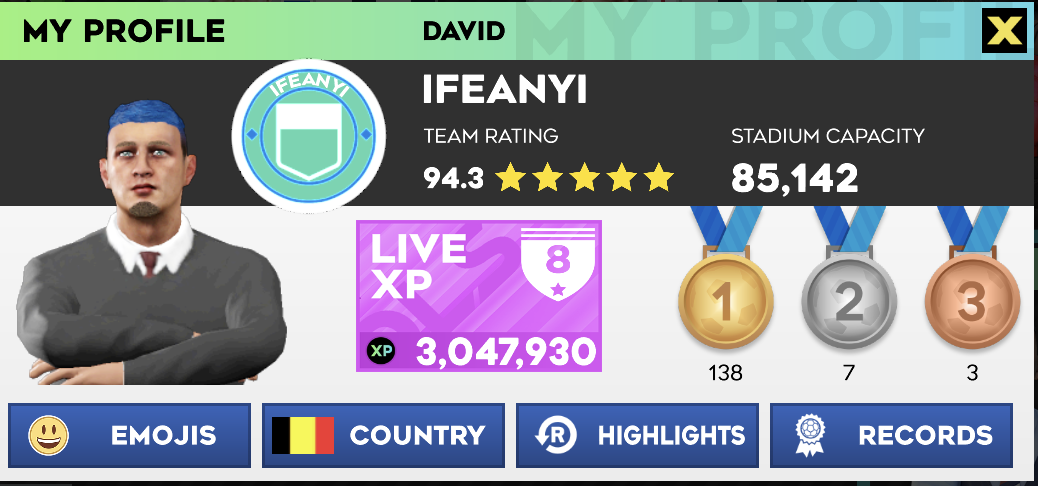 MY PROFILE
DAVID
MY PROFI
IFEANYI
IFEANYI
TEAM RATING
94.3
STADIUM CAPACITY
85,142
LIVE
XP
8
XP
3,047,930
1
2
3
138
7
3
EMOJIS
COUNTRY
R
HIGHLIGHTS
RECORDS